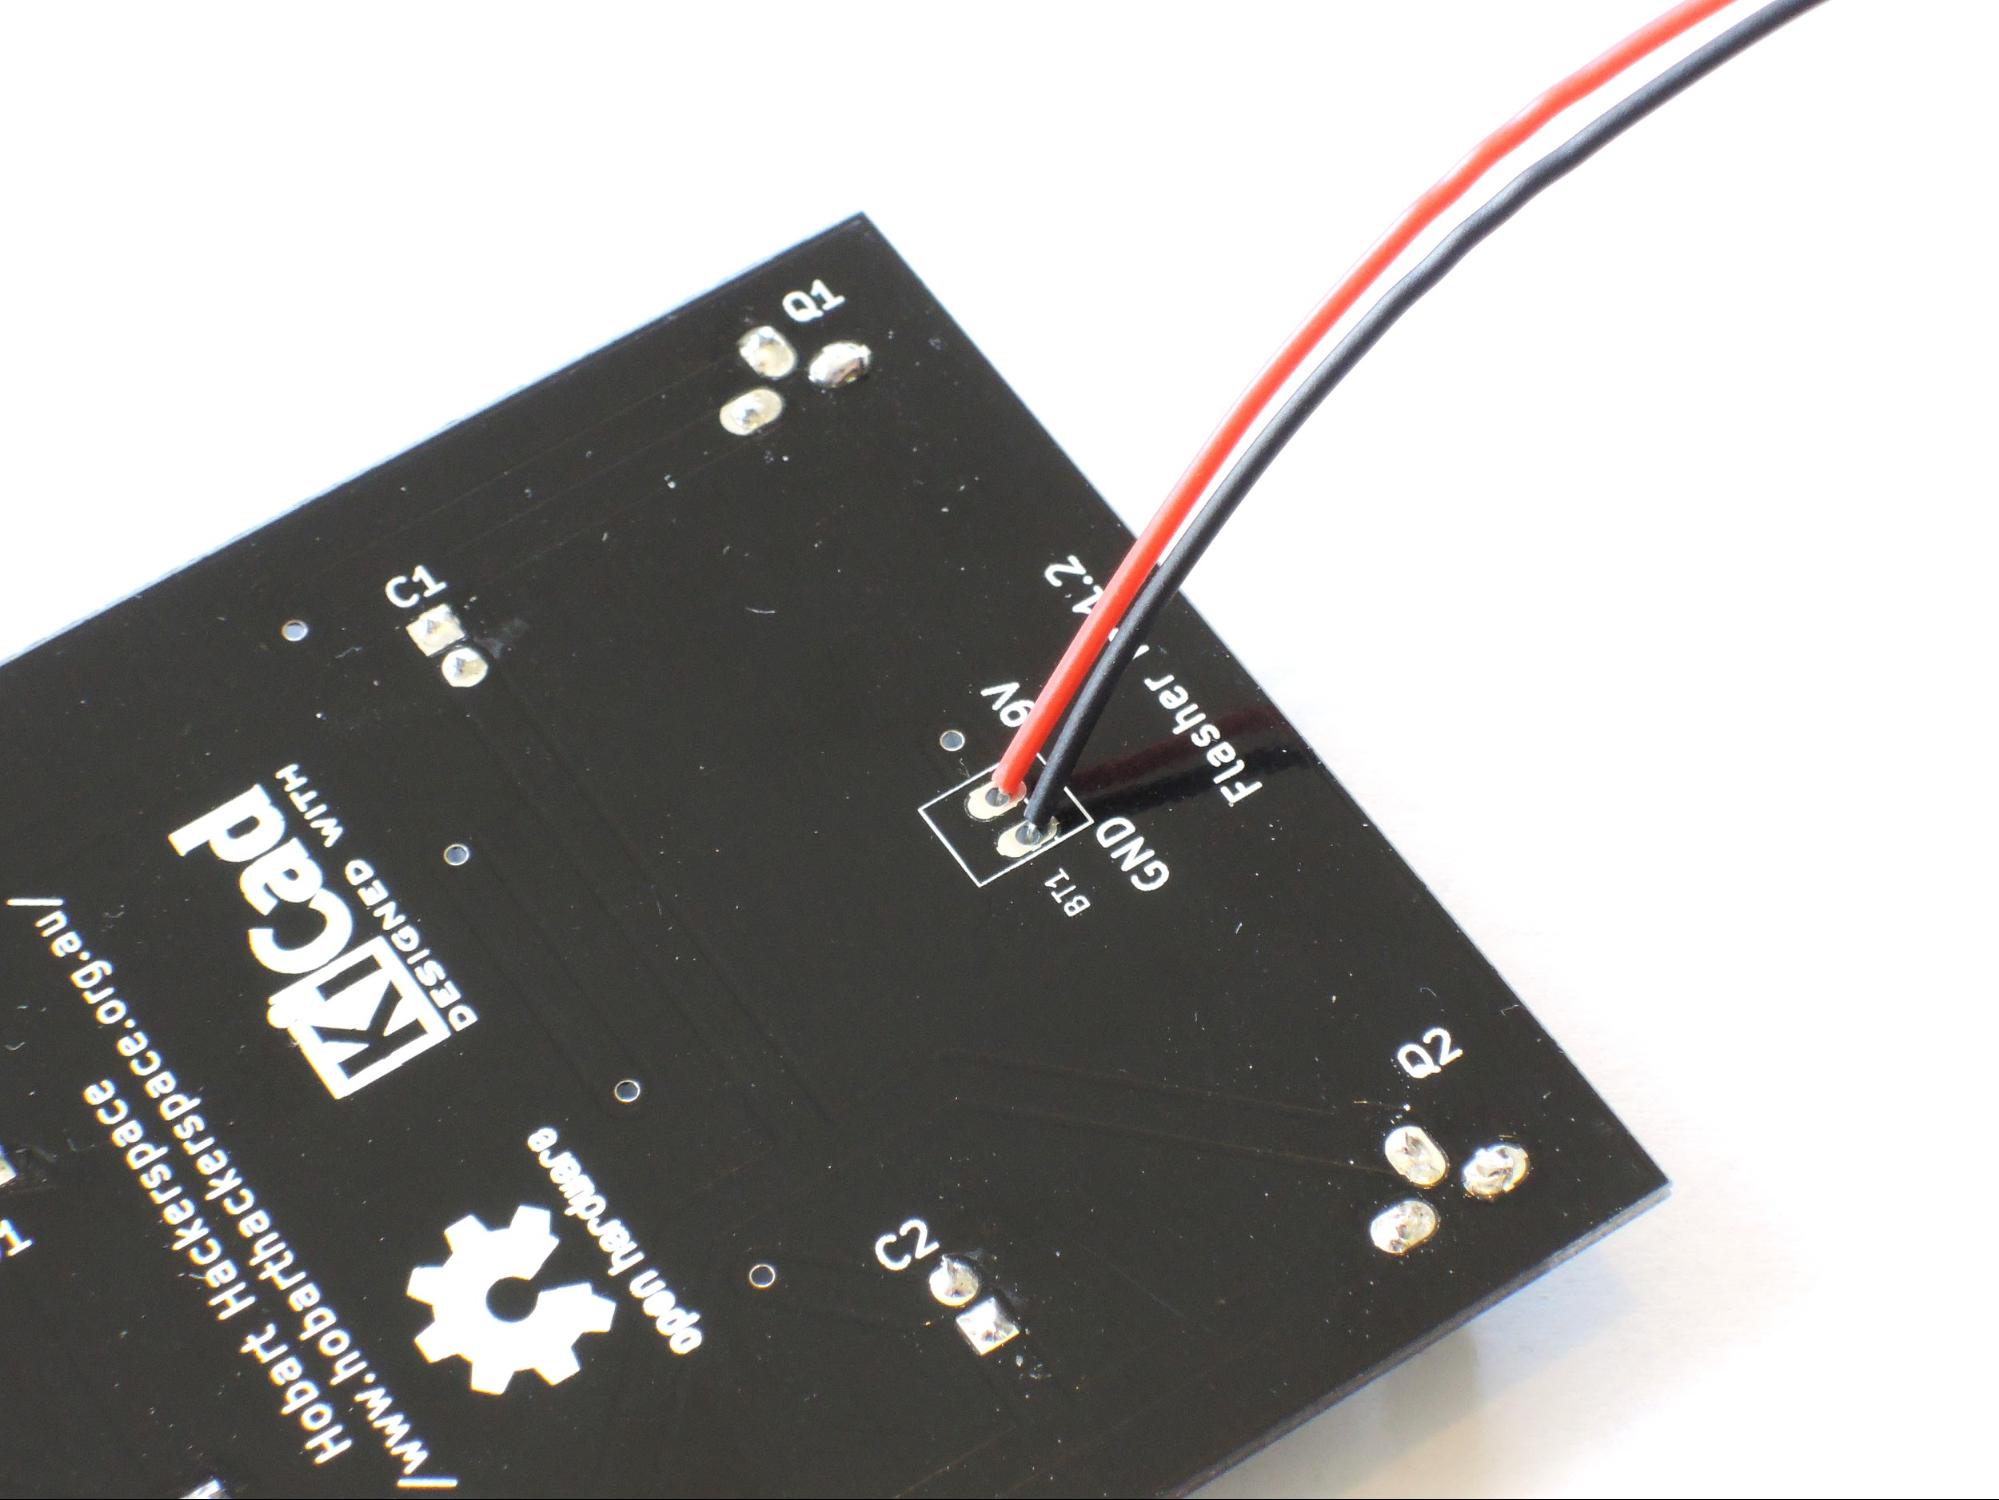 Q1
C1
9V
Flasher 1.2
GND
BT1
Q2
C2
DESIGNED WITH
KiCad
open hardware
Hobart Hackerspace
/www.hobarthackerspace.org.au/